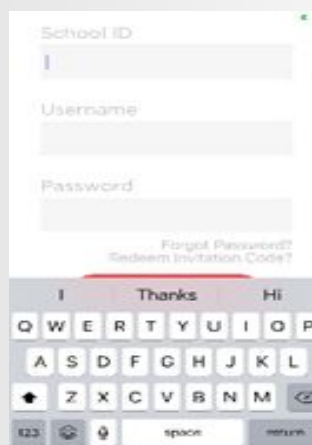 School ID
Username
Password
Forgot Password?
Redeem Invitation Code?
I Thanks Hi
Q W E R T Y U I O P
A S D F G H J K L
Z X C V B N M
123 space return